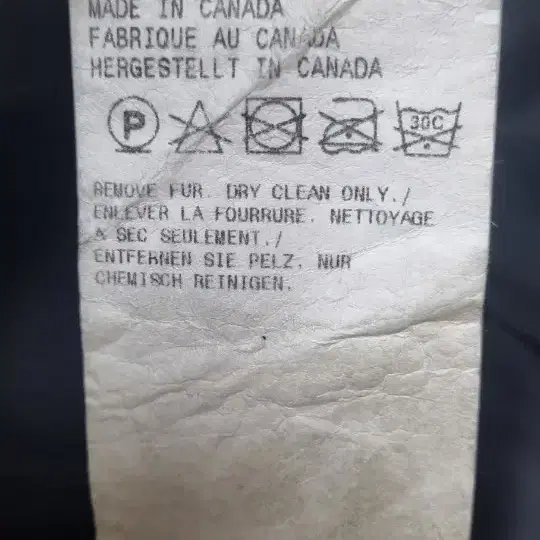 MADE IN CANADA
FABRIQUE AU CANADA
HERGESTELLT IN CANADA
P
30C
REMOVE FUR. DRY CLEAN ONLY./
ENLEVER LA FOURRURE. NETTOYAGE
A SEC SEULEMENT./
ENTFERNEN SIE PELZ. NUR
CHEMISCH REINIGEN.